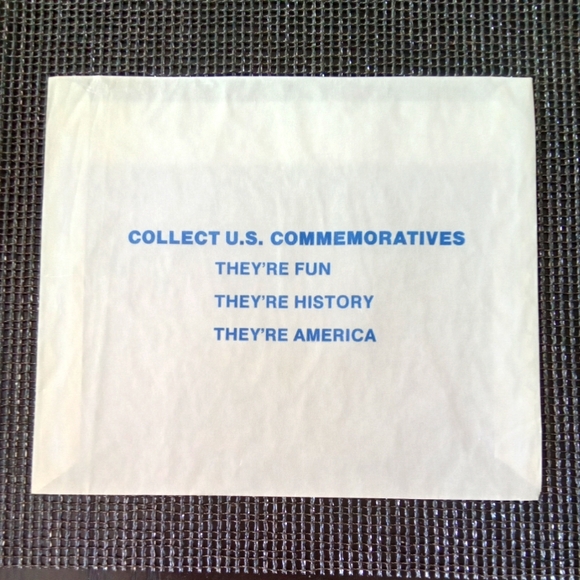 COLLECT U.S. COMMEMORATIVES
THEY'RE FUN
THEY'RE HISTORY
THEY'RE AMERICA